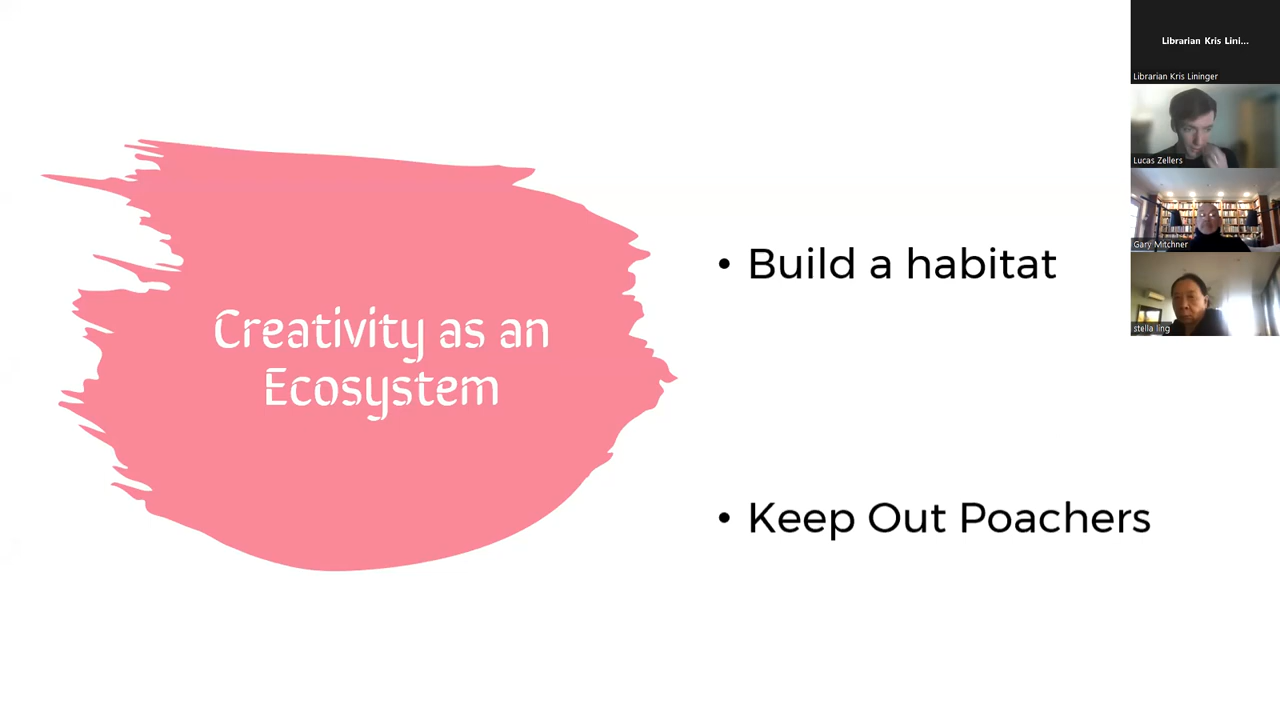 Creativity as an
Ecosystem
• Build a habitat
• Keep Out Poachers
Librarian Kris Lini...
Librarian Kris Lininger
Lucas Zellers
Gary Mitchner
stella ling